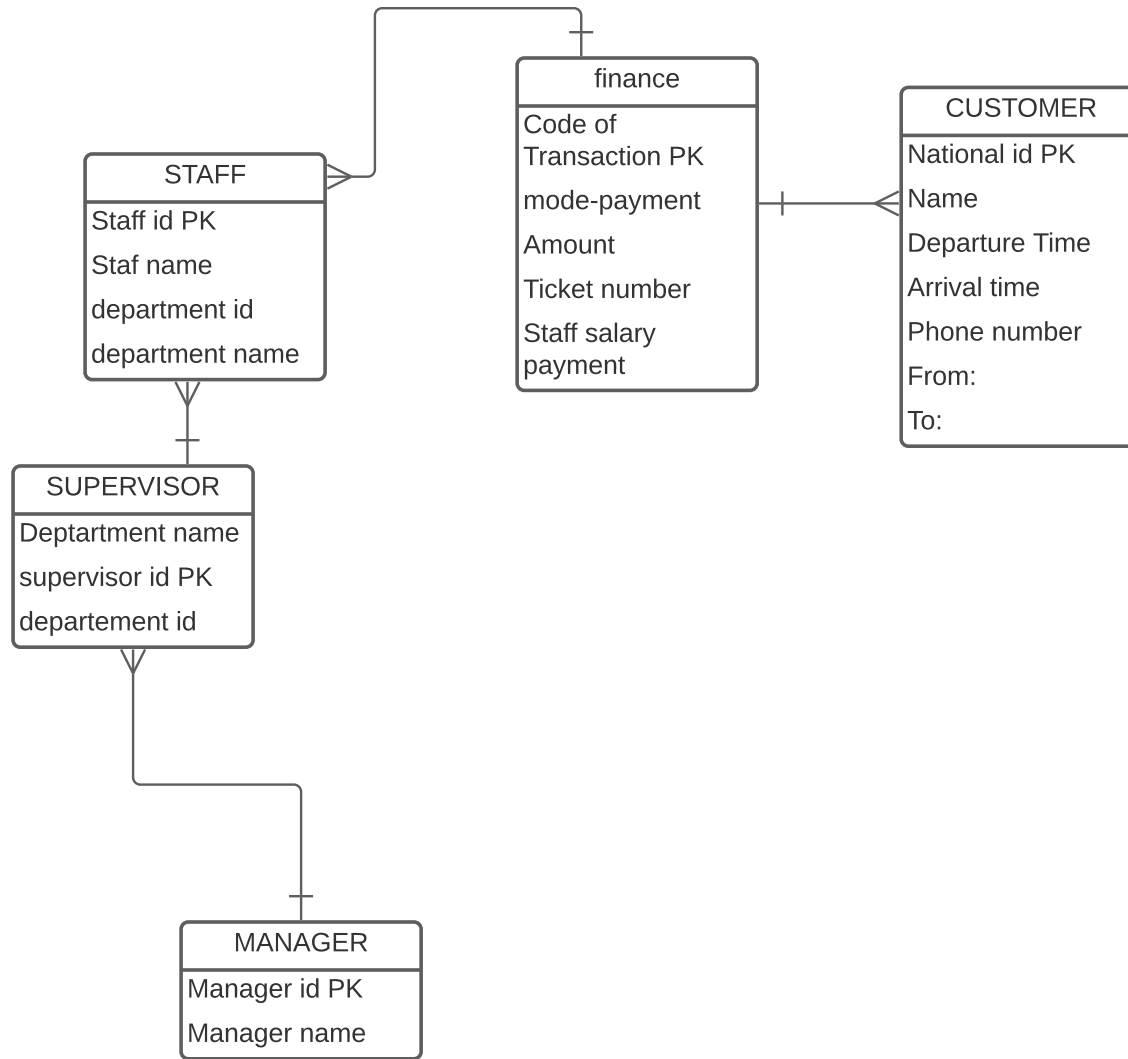 finance
Code of
Transaction PK
mode-payment
Amount
Ticket number
Staff salary
payment
CUSTOMER
National id PK
Name
Departure Time
Arrival time
Phone number
From:
To:
STAFF
Staff id PK
Staf name
department id
department name
SUPERVISOR
Deptartment name
supervisor id PK
departement id
MANAGER
Manager id PK
Manager name